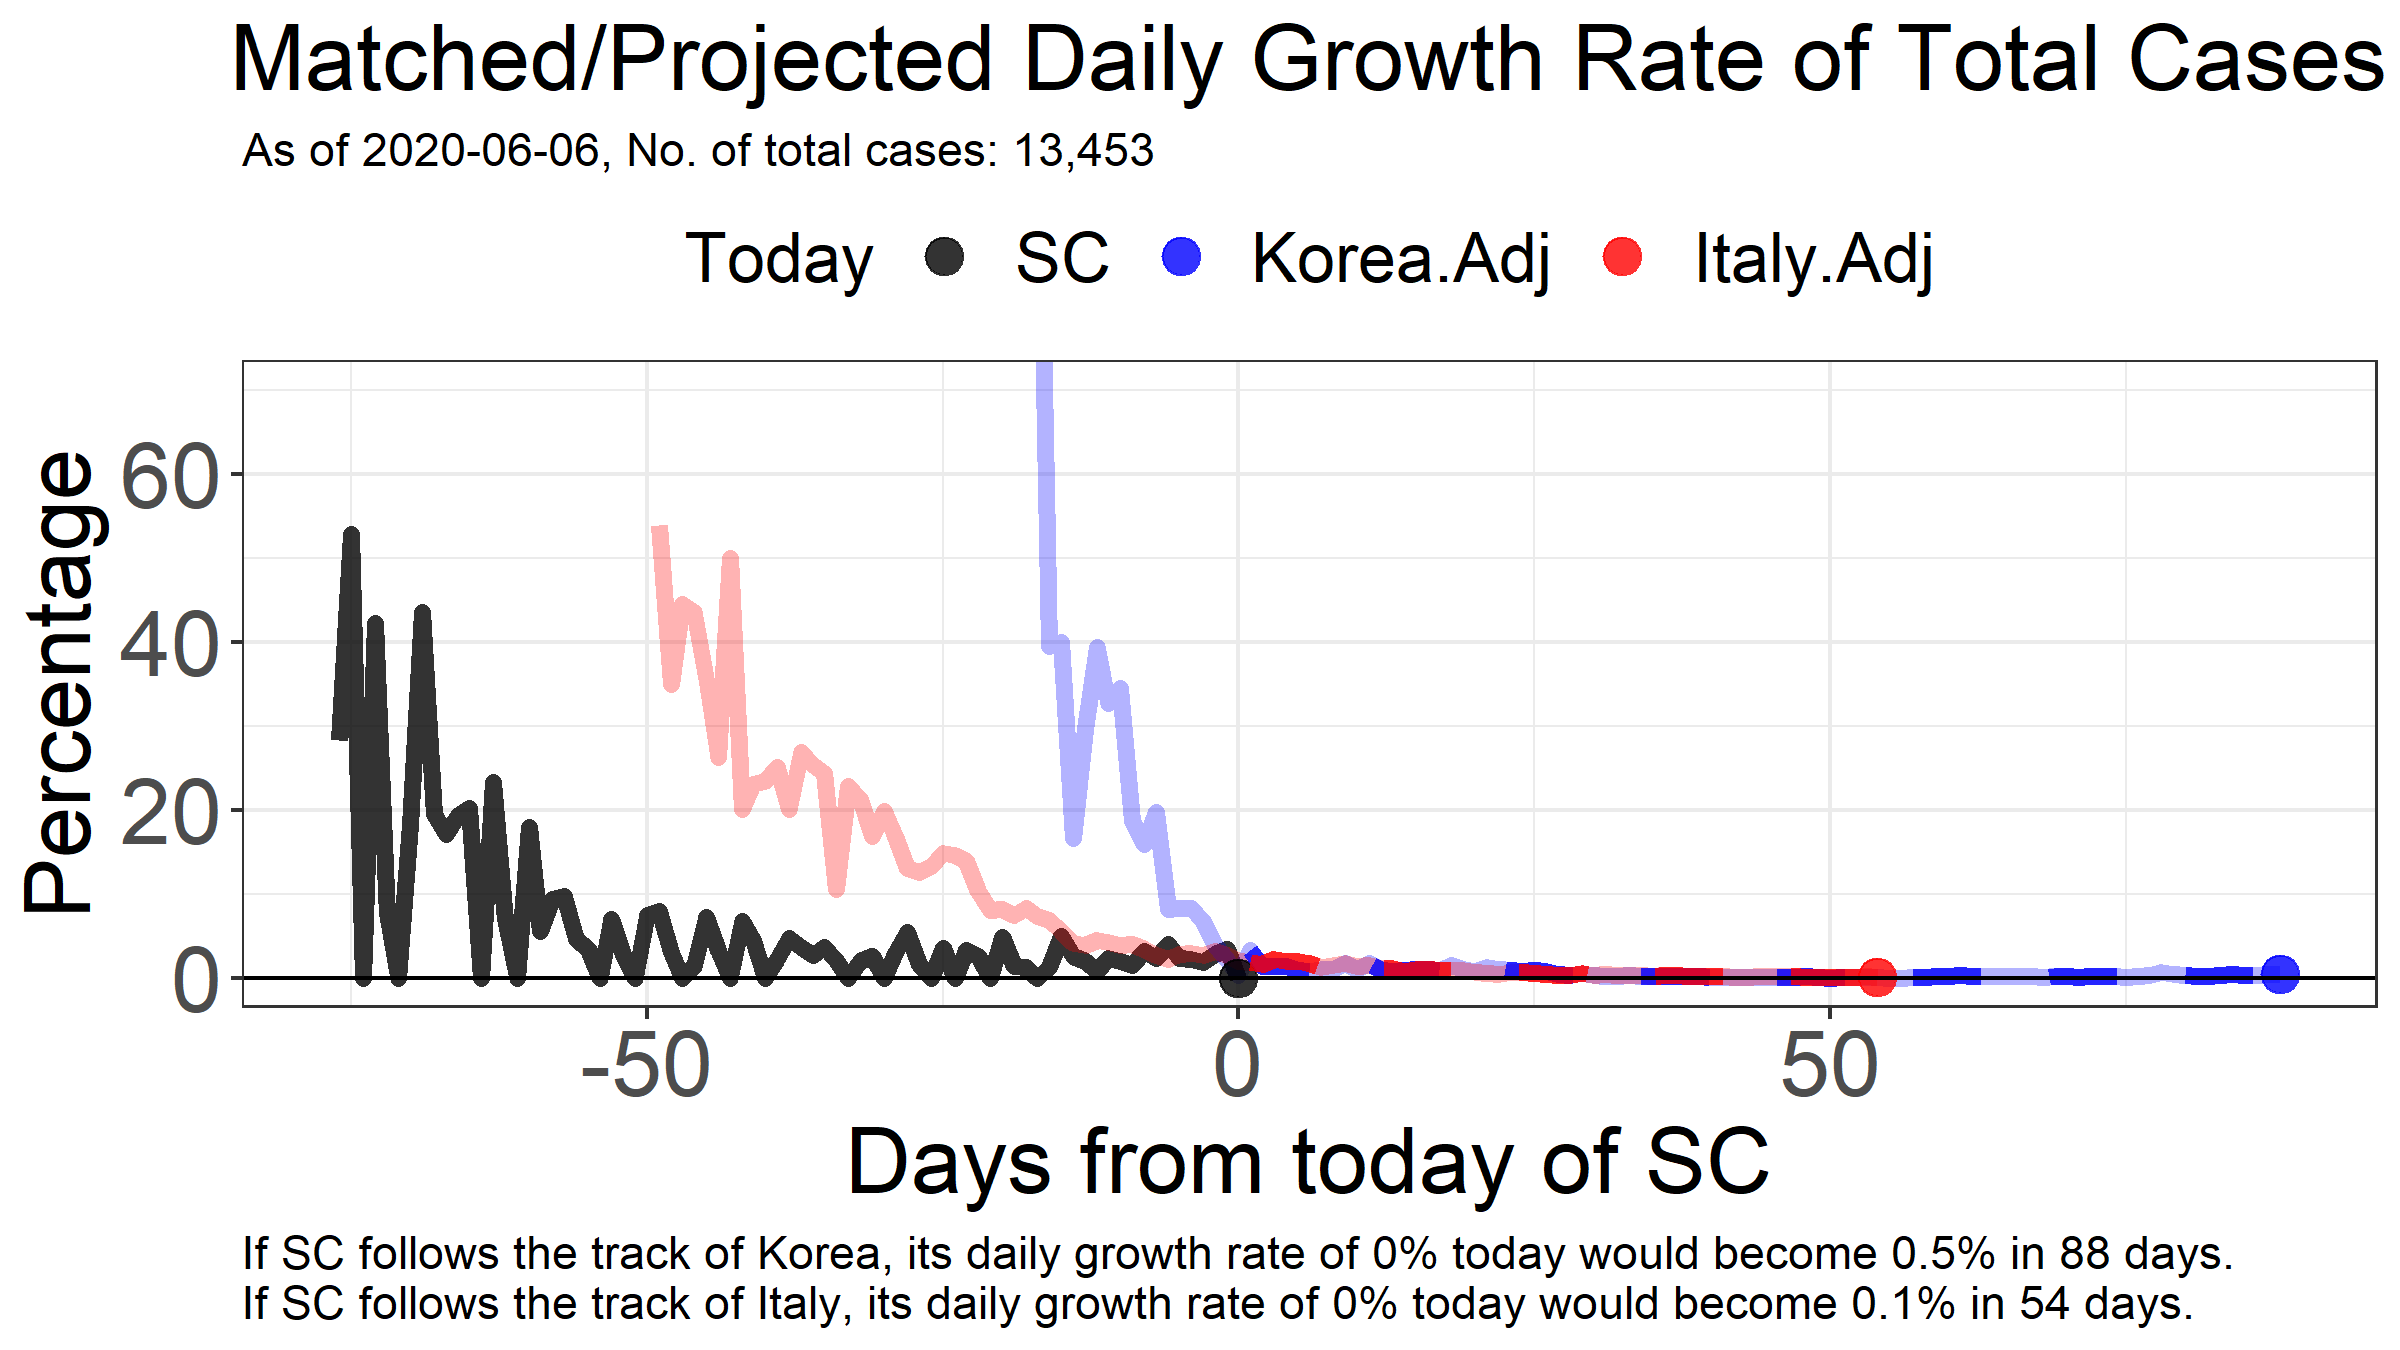 Matched/Projected Daily Growth Rate of Total Cases
As of 2020-06-06, No. of total cases: 13,453
Today SC Korea.Adj Italy.Adj
Percentage
60
40
20
0
-50 0 50
Days from today of SC
If SC follows the track of Korea, its daily growth rate of 0% today would become 0.5% in 88 days.
If SC follows the track of Italy, its daily growth rate of 0% today would become 0.1% in 54 days.